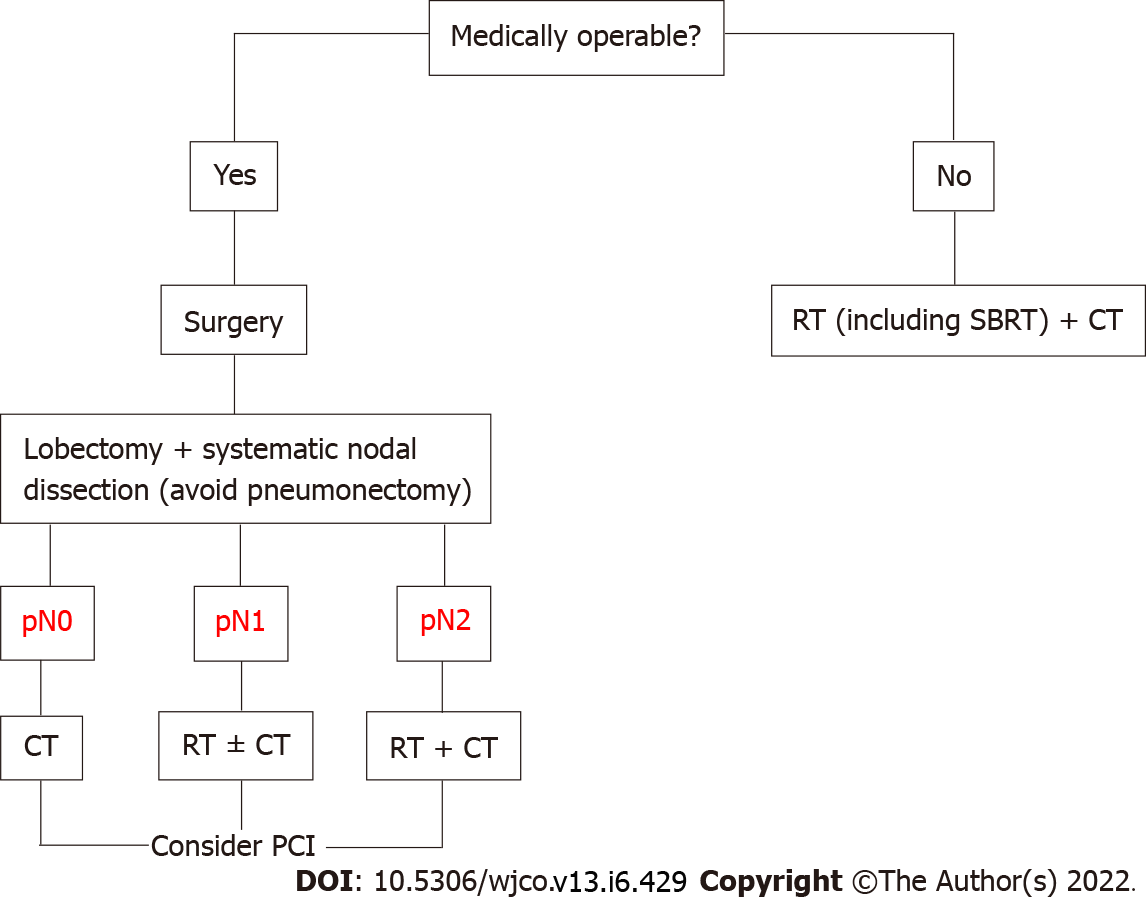 Medically operable?
Yes
No
Surgery
RT (including SBRT) + CT
Lobectomy + systematic nodal
dissection (avoid pneumonectomy)
pN0
pN1
pN2
CT
RT ± CT
RT + CT
Consider PCI
DOI: 10.5306/wjco.v13.i6.429 Copyright ©The Author(s) 2022.